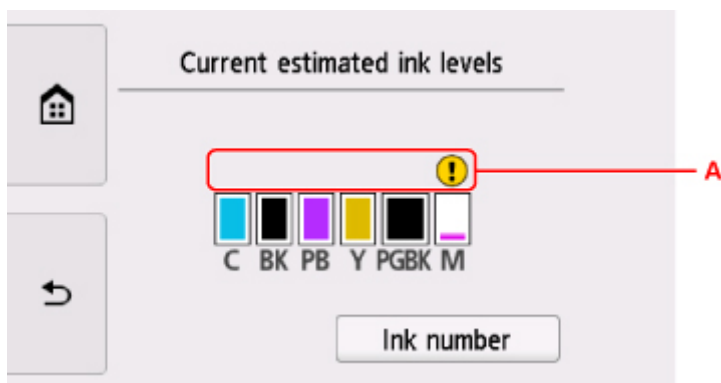 Current estimated ink levels
A
C BK PB Y PGBK M
Ink number